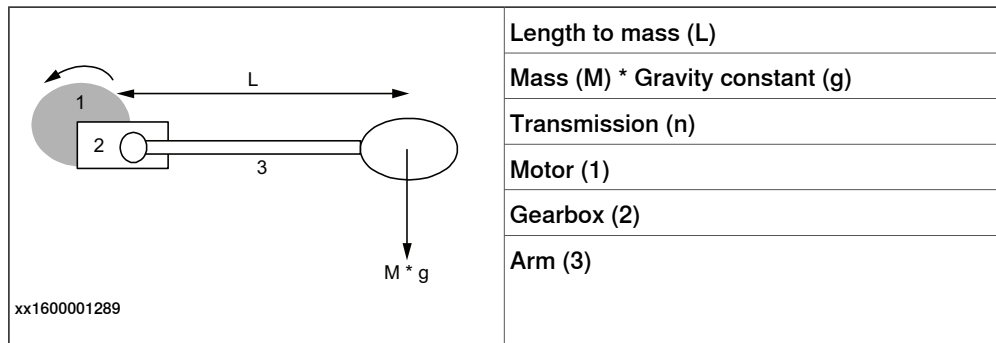 L
1
2
3
M * g
xx1600001289
Length to mass (L)
Mass (M) * Gravity constant (g)
Transmission (n)
Motor (1)
Gearbox (2)
Arm (3)